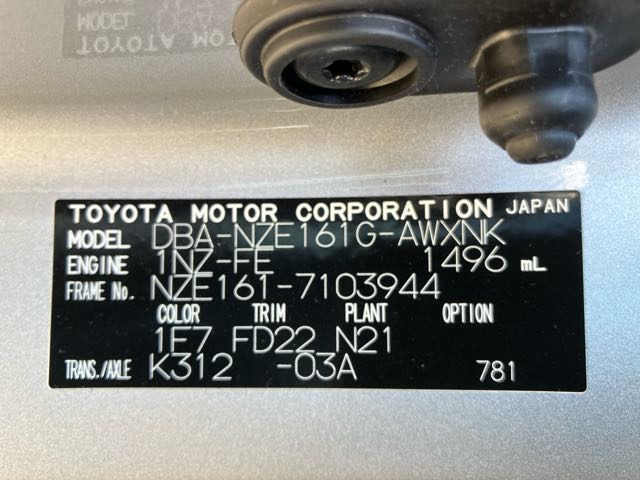 TOYOTA MOTOR CORPORATION JAPAN
MODEL DBA-NZE161G-AWXNK
ENGINE 1NZ-FE 1496 mL
FRAME No. NZE161-7103944
COLOR TRIM PLANT OPTION
1F7 FD22 N21
TRANS./AXLE K312 -03A 781